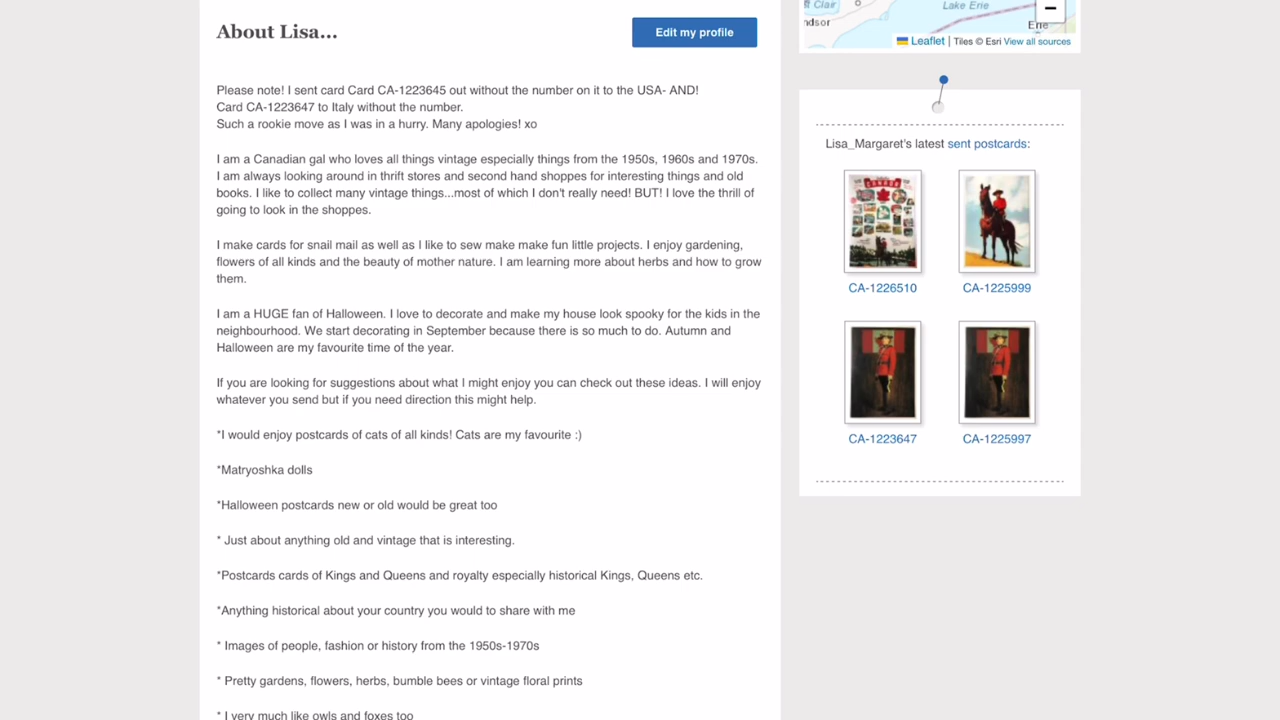 About Lisa...
Edit my profile
Please note! I sent card Card CA-1223645 out without the number on it to the USA- AND!
Card CA-1223647 to Italy without the number.
Such a rookie move as I was in a hurry. Many apologies! xo
I am a Canadian gal who loves all things vintage especially things from the 1950s, 1960s and 1970s.
I am always looking around in thrift stores and second hand shoppes for interesting things and old
books. I like to collect many vintage things...most of which I don't really need! BUT! I love the thrill of
going to look in the shoppes.
I make cards for snail mail as well as I like to sew make make fun little projects. I enjoy gardening,
flowers of all kinds and the beauty of mother nature. I am learning more about herbs and how to grow
them.
I am a HUGE fan of Halloween. I love to decorate and make my house look spooky for the kids in the
neighbourhood. We start decorating in September because there is so much to do. Autumn and
Halloween are my favourite time of the year.
If you are looking for suggestions about what I might enjoy you can check out these ideas. I will enjoy
whatever you send but if you need direction this might help.
*I would enjoy postcards of cats of all kinds! Cats are my favourite :)
*Matryoshka dolls
*Halloween postcards new or old would be great too
* Just about anything old and vintage that is interesting.
*Postcards cards of Kings and Queens and royalty especially historical Kings, Queens etc.
*Anything historical about your country you would to share with me
* Images of people, fashion or history from the 1950s-1970s
* Pretty gardens, flowers, herbs, bumble bees or vintage floral prints
* I very much like owls and foxes too
St Clair
Lake Erie
ndsor
Erie
Leaflet | Tiles © Esri View all sources
Lisa_Margaret's latest sent postcards:
CANADA
CA-1226510
CA-1225999
CA-1223647
CA-1225997